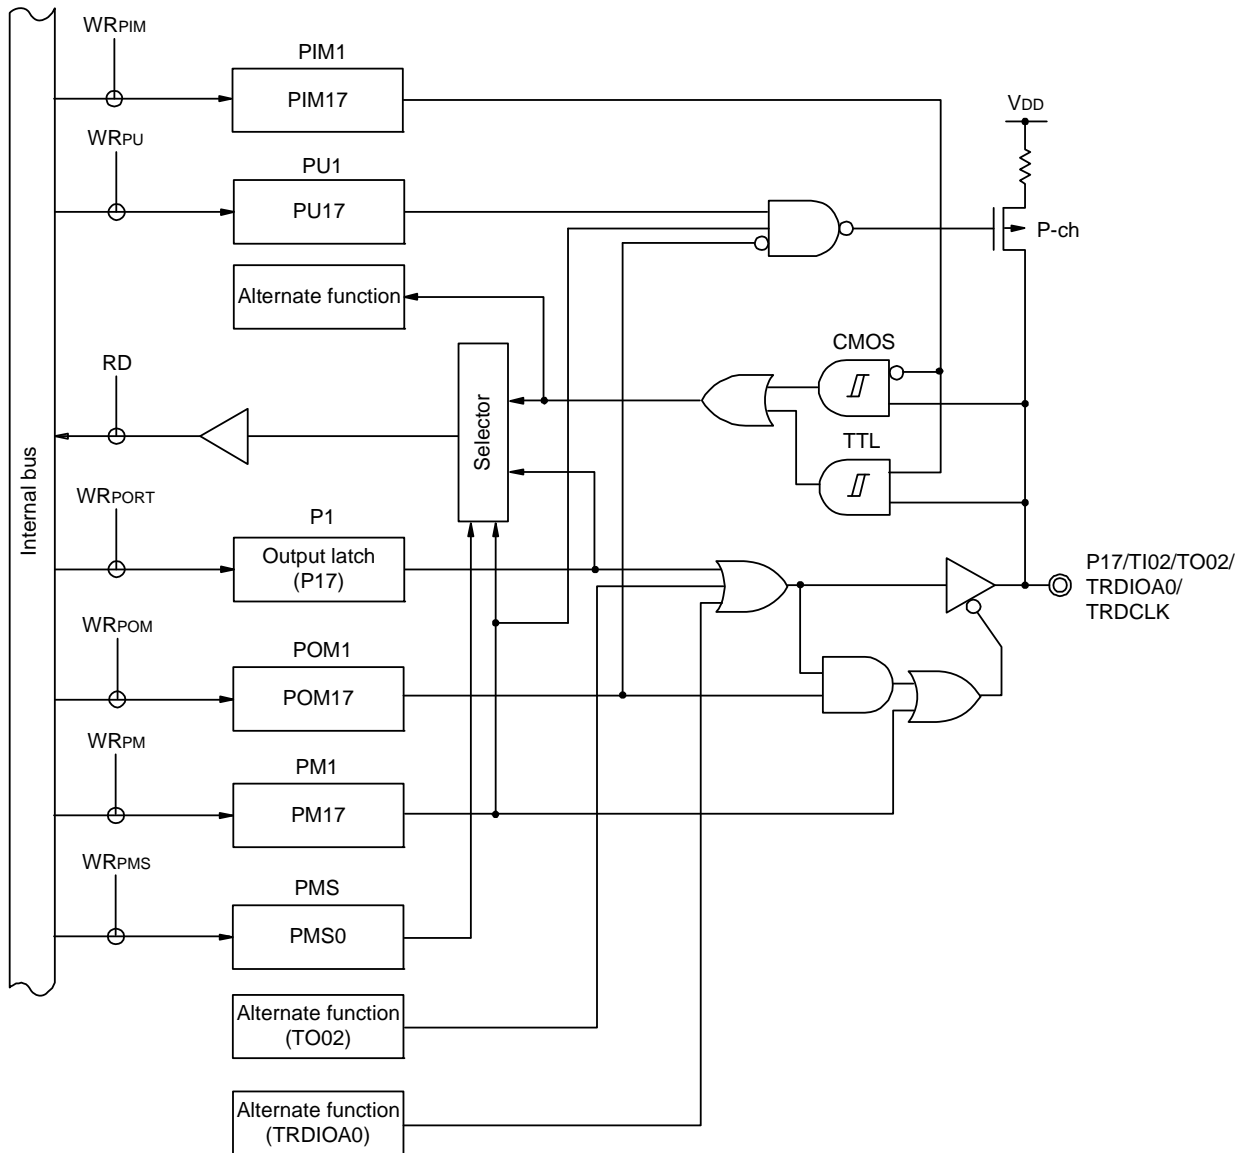 WRPIM
PIM1
PIM17
VDD
WRPU
PU1
PU17
P-ch
Alternate function
RD
CMOS
Selector
TTL
Internal bus
WRPORT
P1
Output latch
(P17)
P17/TI02/TO02/
TRDIOA0/
TRDCLK
WRPOM
POM1
POM17
WRPM
PM1
PM17
WRPMS
PMS
PMS0
Alternate function
(TO02)
Alternate function
(TRDIOA0)